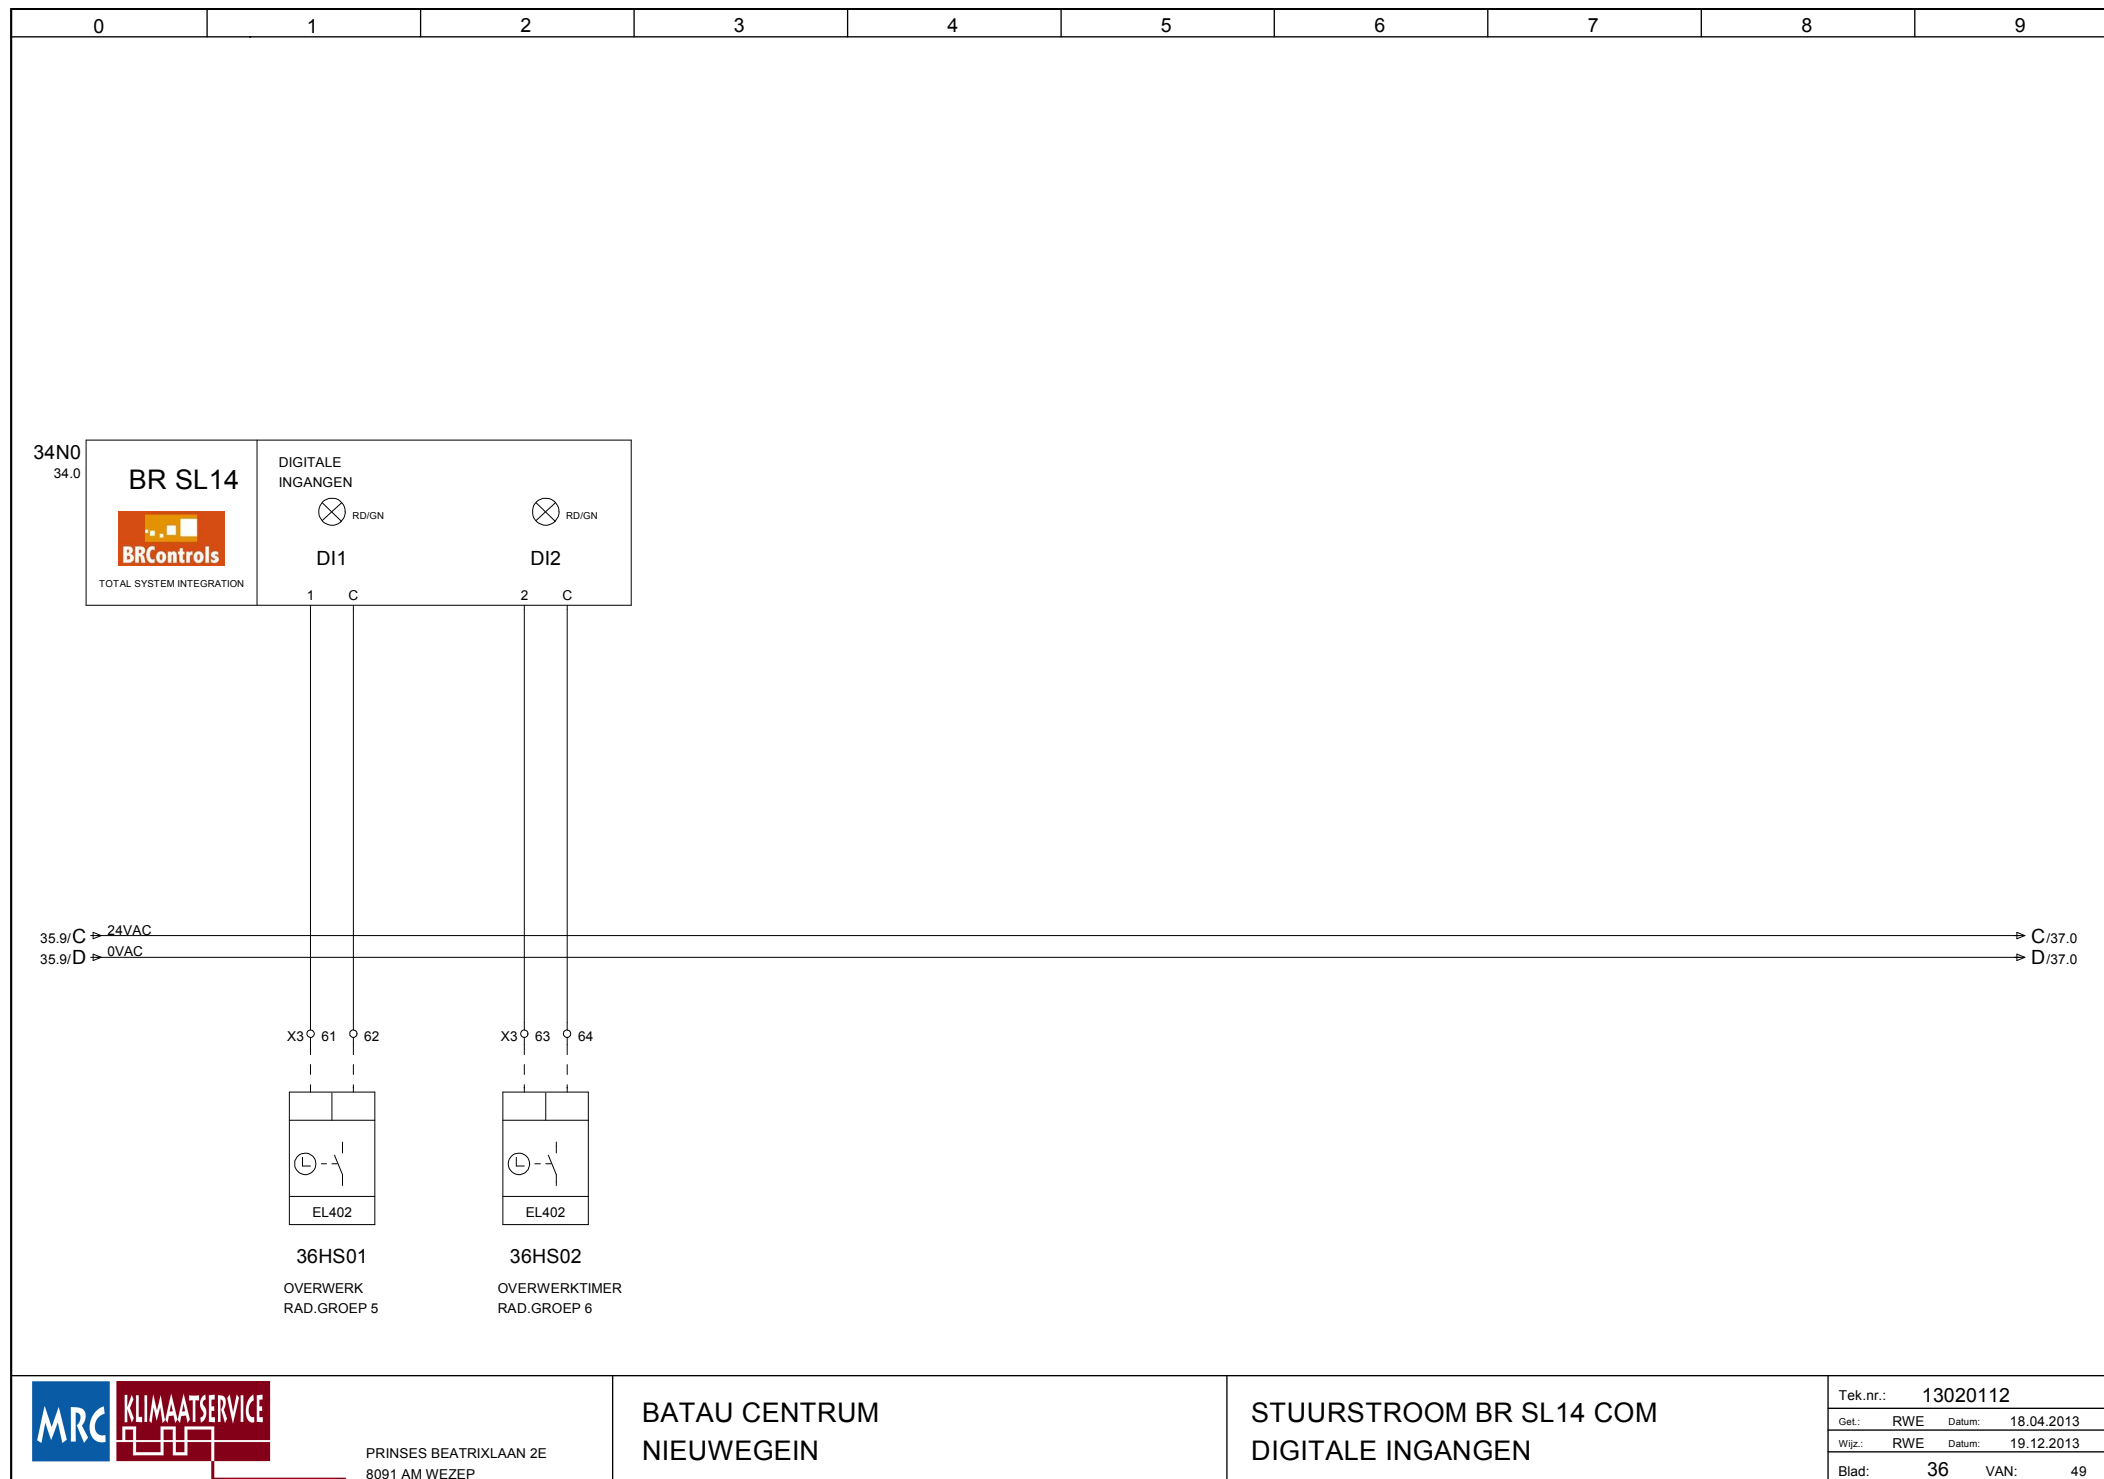 0 1 2 3 4 5 6 7 8 9
34N0
34.0
BR SL14
BRControls
TOTAL SYSTEM INTEGRATION
DIGITALE
INGANGEN
RD/GN RD/GN
DI1 DI2
1 C 2 C
35.9/C 24VAC C/37.0
35.9/D 0VAC D/37.0
X3 61 62 X3 63 64
EL402 EL402
36HS01 36HS02
OVERWERK OVERWERKTIMER
RAD.GROEP 5 RAD.GROEP 6
MRC KLIMAATSERVICE
PRINSES BEATRIXLAAN 2E
8091 AM WEZEP
BATAU CENTRUM
NIEUWEGEIN
STUURSTROOM BR SL14 COM
DIGITALE INGANGEN
Tek.nr.: 13020112
Get.: RWE Datum: 18.04.2013
Wijz.: RWE Datum: 19.12.2013
Blad: 36 VAN: 49